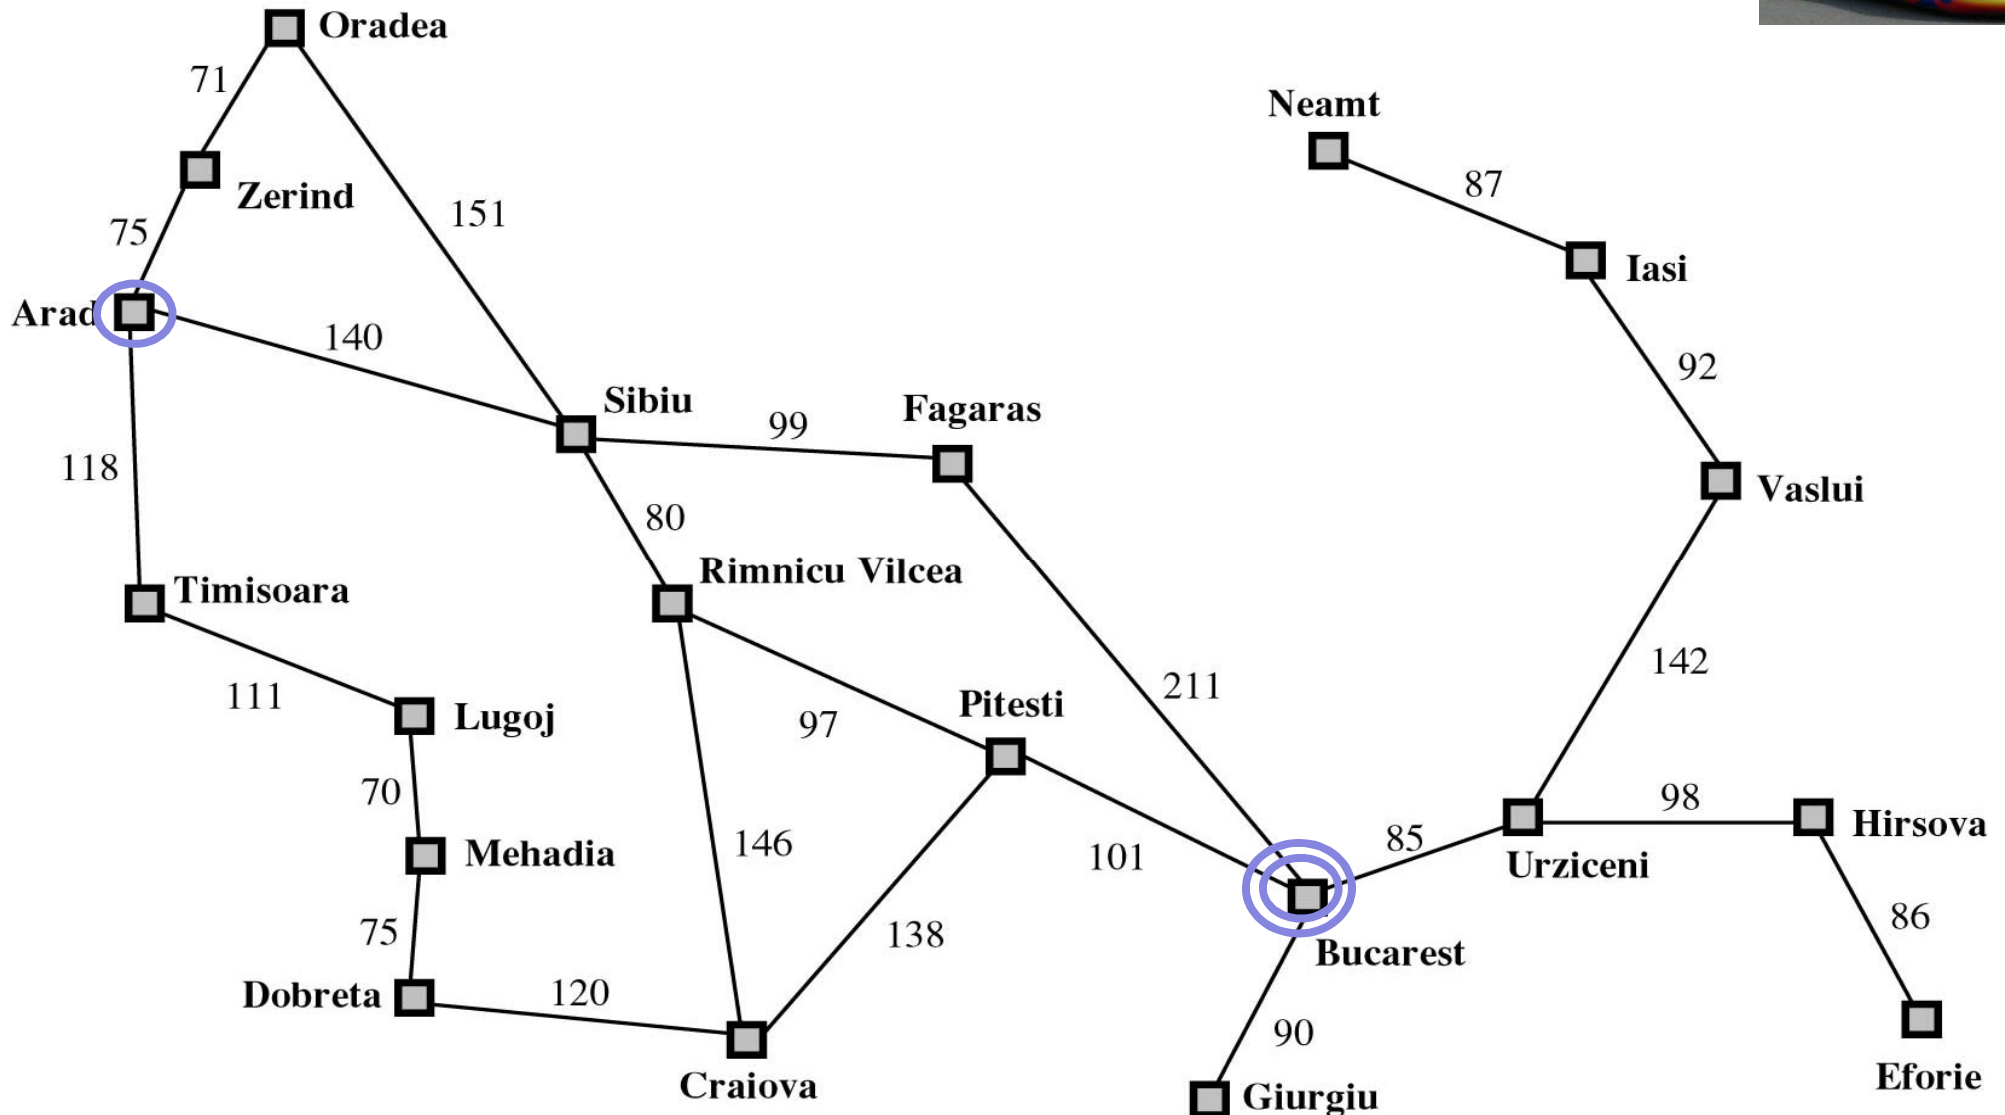 Oradea
71
Neamt
87
Zerind
151
75
Iasi
Arad
140
92
Sibiu
99
Fagaras
118
Vaslui
80
Rimnicu Vilcea
Timisoara
142
211
111
Lugoj
97
Pitesti
70
98
Hirsova
146
85
Mehadia
101
Urziceni
75
138
86
Bucarest
Dobreta
120
90
Craiova
Eforie
Giurgiu